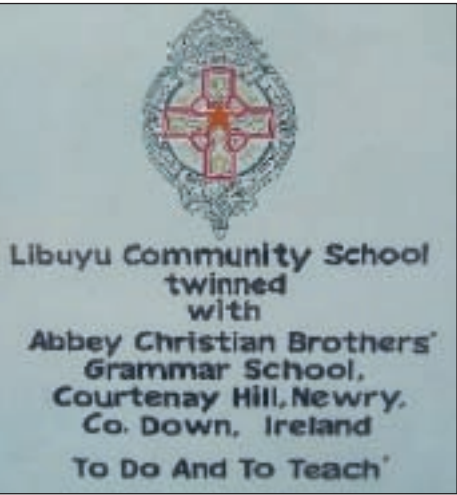 Libuyu Community School
twinned
with
Abbey Christian Brothers'
Grammar School,
Courtenay Hill, Newry,
Co. Down, Ireland
To Do And To Teach'